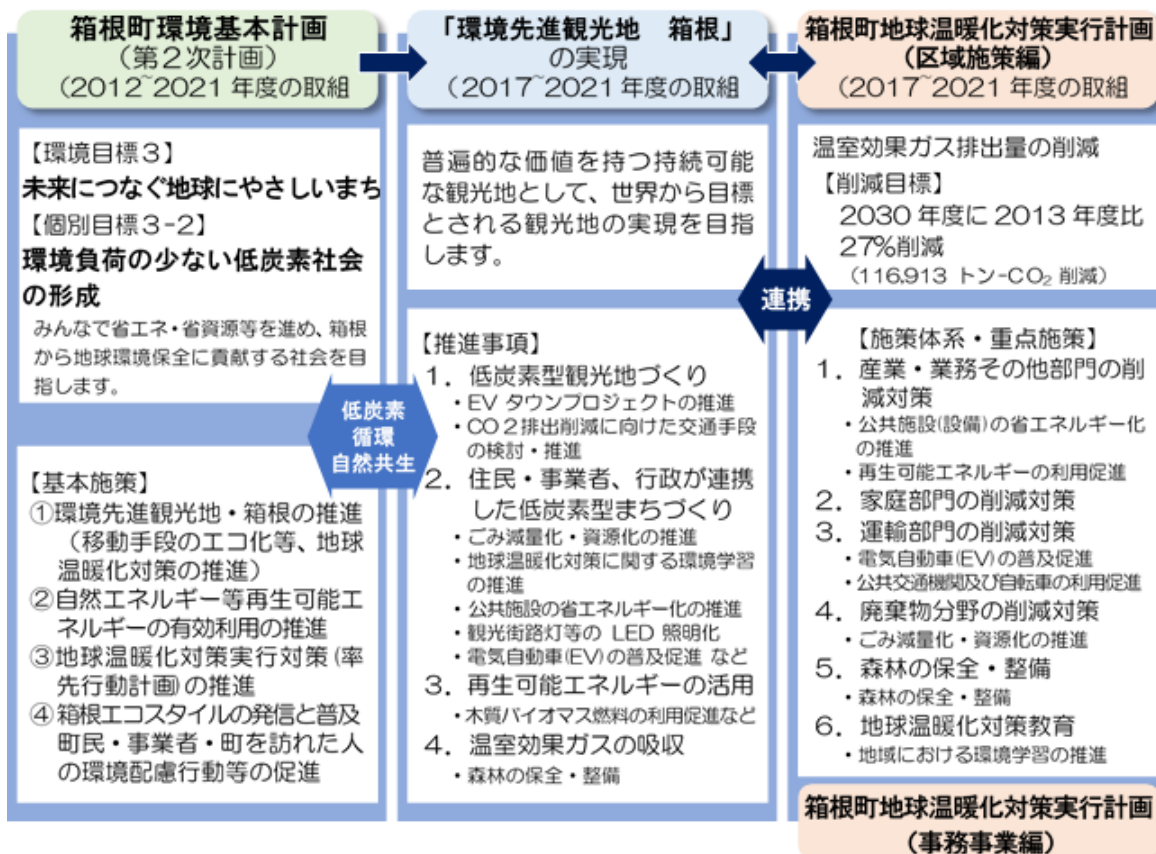 箱根町環境基本計画
（第２次計画）
（2012~2021 年度の取組
【環境目標３】
未来につなぐ地球にやさしいまち
【個別目標３-２】
環境負荷の少ない低炭素社会
の形成
みんなで省エネ・省資源等を進め、箱根
から地球環境保全に貢献する社会を目
指します。
【基本施策】
①環境先進観光地・箱根の推進
（移動手段のエコ化等、地球
温暖化対策の推進）
②自然エネルギー等再生可能エ
ネルギーの有効利用の推進
③地球温暖化対策実行対策（率
先行動計画）の推進
④箱根エコスタイルの発信と普及
町民・事業者・町を訪れた人
の環境配慮行動等の促進
低炭素
循環
自然共生
「環境先進観光地　箱根」
の実現
（2017~2021 年度の取組
普遍的な価値を持つ持続可能
な観光地として、世界から目標
とされる観光地の実現を目指
します。
【推進事項】
１．低炭素型観光地づくり
・EV タウンプロジェクトの推進
・CO２排出削減に向けた交通手段
の検討・推進
２．住民・事業者、行政が連携
した低炭素型まちづくり
・ごみ減量化・資源化の推進
・地球温暖化対策に関する環境学習
の推進
・公共施設の省エネルギー化の推進
・観光街路灯等の LED 照明化
・電気自動車(EV)の普及促進 など
３．再生可能エネルギーの活用
・木質バイオマス燃料の利用促進など
４．温室効果ガスの吸収
・森林の保全・整備
連携
箱根町地球温暖化対策実行計画
（区域施策編）
（2017~2021 年度の取組
温室効果ガス排出量の削減
【削減目標】
2030 年度に 2013 年度比
27%削減
（116,913 トン-CO₂ 削減）
【施策体系・重点施策】
１．産業・業務その他部門の削
減対策
・公共施設(設備)の省エネルギー化
の推進
・再生可能エネルギーの利用促進
２．家庭部門の削減対策
３．運輸部門の削減対策
・電気自動車(EV)の普及促進
・公共交通機関及び自転車の利用促進
４．廃棄物分野の削減対策
・ごみ減量化・資源化の推進
５．森林の保全・整備
・森林の保全・整備
６．地球温暖化対策教育
・地域における環境学習の推進
箱根町地球温暖化対策実行計画
（事務事業編）